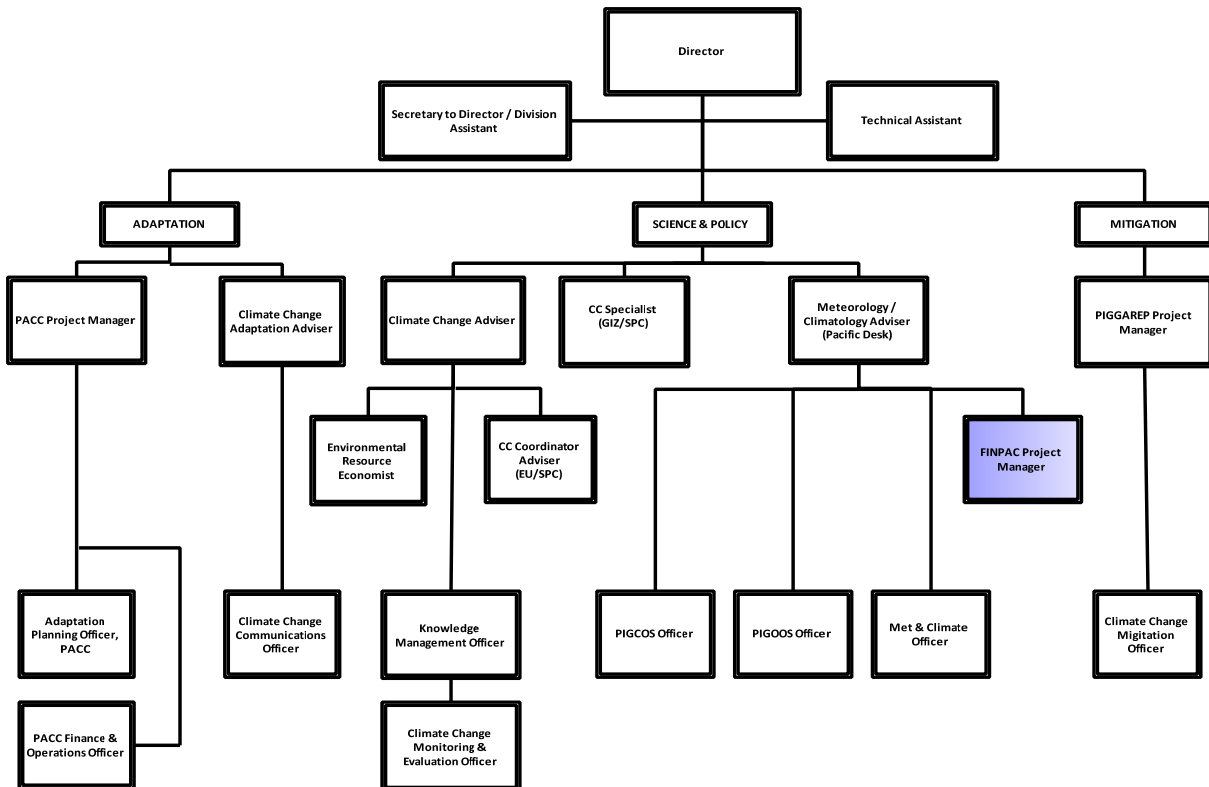 Director
Secretary to Director / Division
Assistant
Technical Assistant
ADAPTATION
SCIENCE & POLICY
MITIGATION
PACC Project Manager
Climate Change
Adaptation Adviser
Climate Change Adviser
CC Specialist
(GIZ/SPC)
Meteorology /
Climatology Adviser
(Pacific Desk)
PIGGAREP Project
Manager
Environmental
Resource
Economist
CC Coordinator
Adviser
(EU/SPC)
FINPAC Project
Manager
Adaptation
Planning Officer,
PACC
Climate Change
Communications
Officer
Knowledge
Management Officer
PIGCOS Officer
PIGOOS Officer
Met & Climate
Officer
Climate Change
Migitation
Officer
PACC Finance &
Operations Officer
Climate Change
Monitoring &
Evaluation Officer